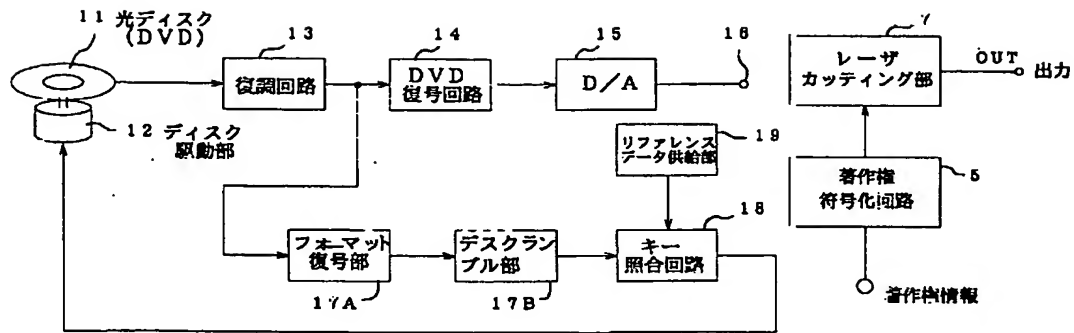 11 光ディスク
(DVD)
12 ディスク
駆動部
13
復調回路
14
DVD
復号回路
15
D/A
16
19
リファレンス
データ供給部
17A
フォーマット
復号部
17B
デスクラン
ブル部
18
キー
照合回路
7
レーザ
カッティング部
OUT
出力
5
著作権
符号化回路
著作権情報